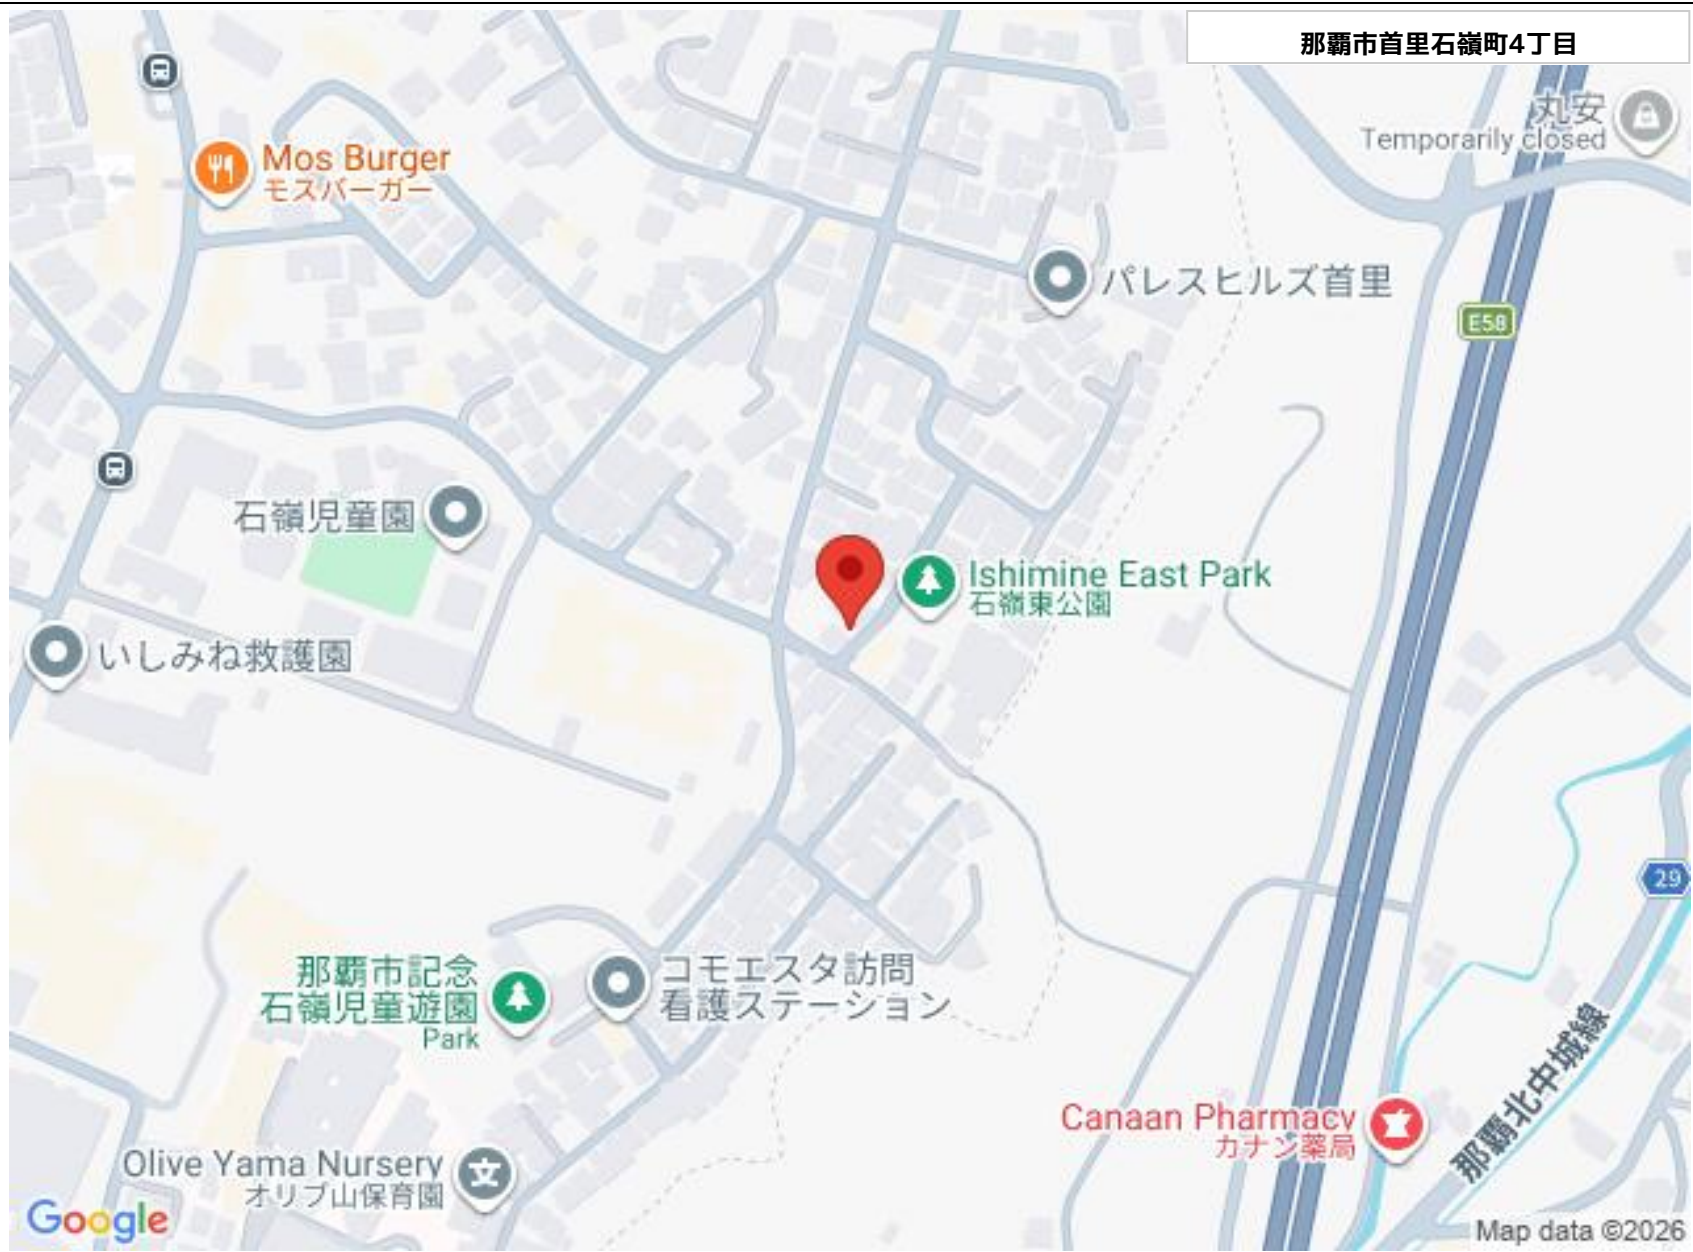 那覇市首里石嶺町4丁目
丸安
Temporarily closed
Mos Burger
モスバーガー
パレスヒルズ首里
E58
石嶺児童園
Ishimine East Park
石嶺東公園
いしみね救護園
29
那覇市記念
石嶺児童遊園
Park
コモエスタ訪問
看護ステーション
那覇北中城線
Canaan Pharmacy
カナン薬局
Olive Yama Nursery
オリブ山保育園
文
Google
Map data ©2026